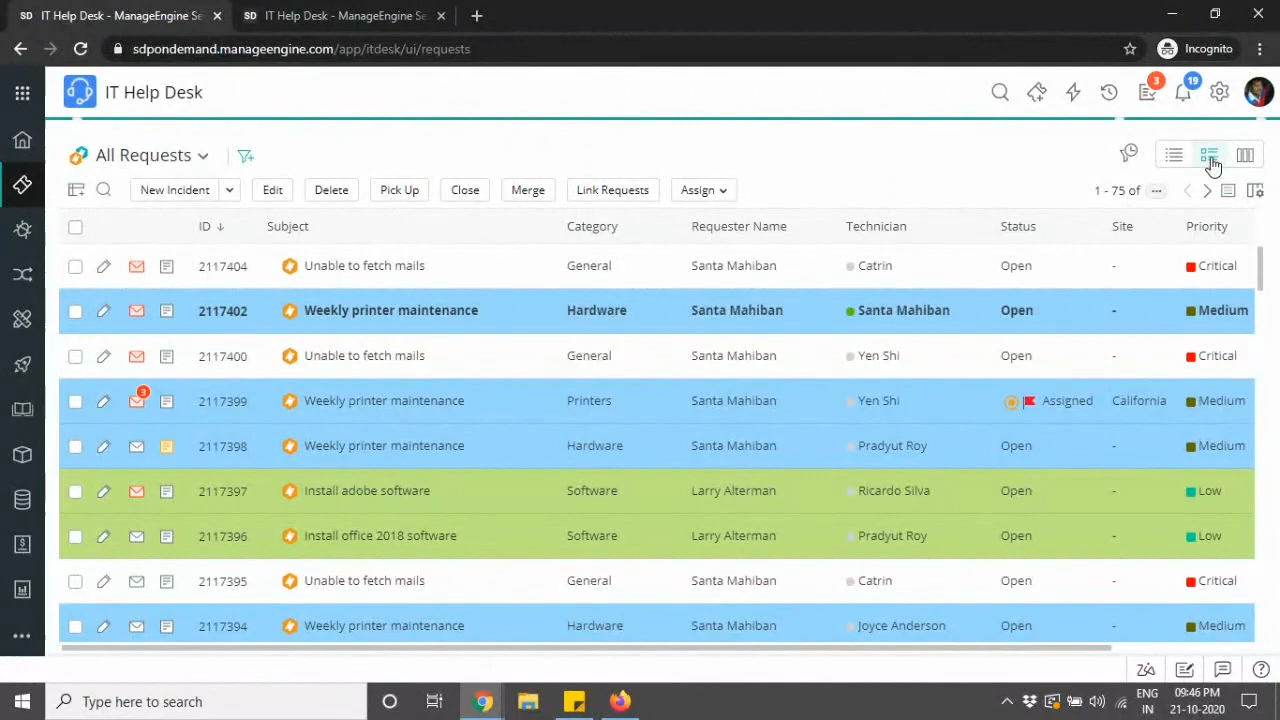 SD IT Help Desk - ManageEngine Se
SD IT Help Desk - ManageEngine Se
sdpondemand.manageengine.com/app/itdesk/ui/requests
Incognito
IT Help Desk
3
19
All Requests
New Incident
Edit
Delete
Pick Up
Close
Merge
Link Requests
Assign
1 - 75 of
ID Subject Category Requester Name Technician Status Site Priority
2117404 Unable to fetch mails General Santa Mahiban Catrin Open - Critical
2117402 Weekly printer maintenance Hardware Santa Mahiban Santa Mahiban Open - Medium
2117400 Unable to fetch mails General Santa Mahiban Yen Shi Open - Critical
3 2117399 Weekly printer maintenance Printers Santa Mahiban Yen Shi Assigned California Medium
2117398 Weekly printer maintenance Hardware Santa Mahiban Pradyut Roy Open - Medium
2117397 Install adobe software Software Larry Alterman Ricardo Silva Open - Low
2117396 Install office 2018 software Software Larry Alterman Pradyut Roy Open - Low
2117395 Unable to fetch mails General Santa Mahiban Catrin Open - Critical
2117394 Weekly printer maintenance Hardware Santa Mahiban Joyce Anderson Open - Medium
Type here to search
ENG
IN
09:46 PM
21-10-2020